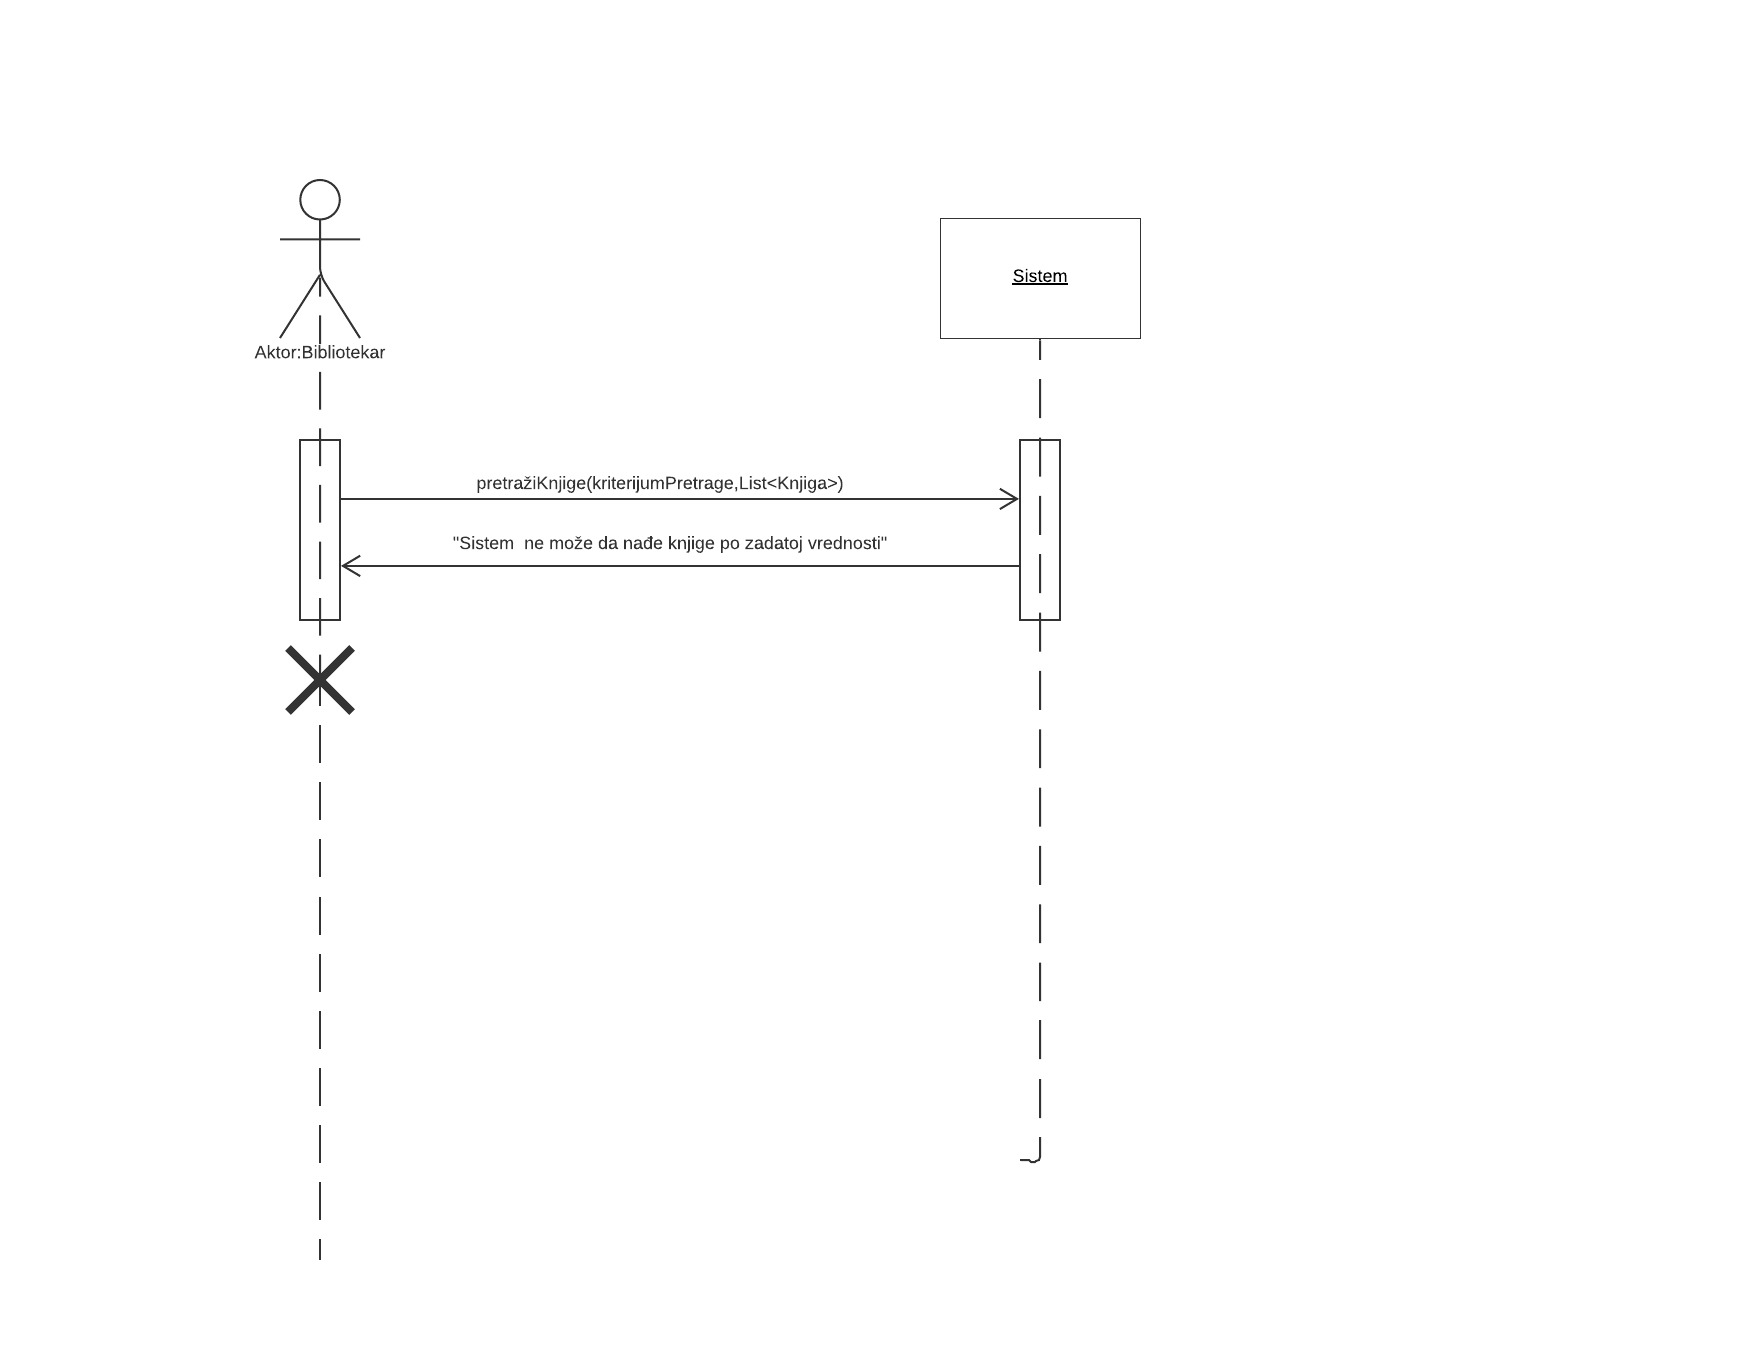 Sistem
Aktor:Bibliotekar
pretražiKnjige(kriterijumPretrage,List<Knjiga>)
"Sistem  ne može da nađe knjige po zadatoj vrednosti"